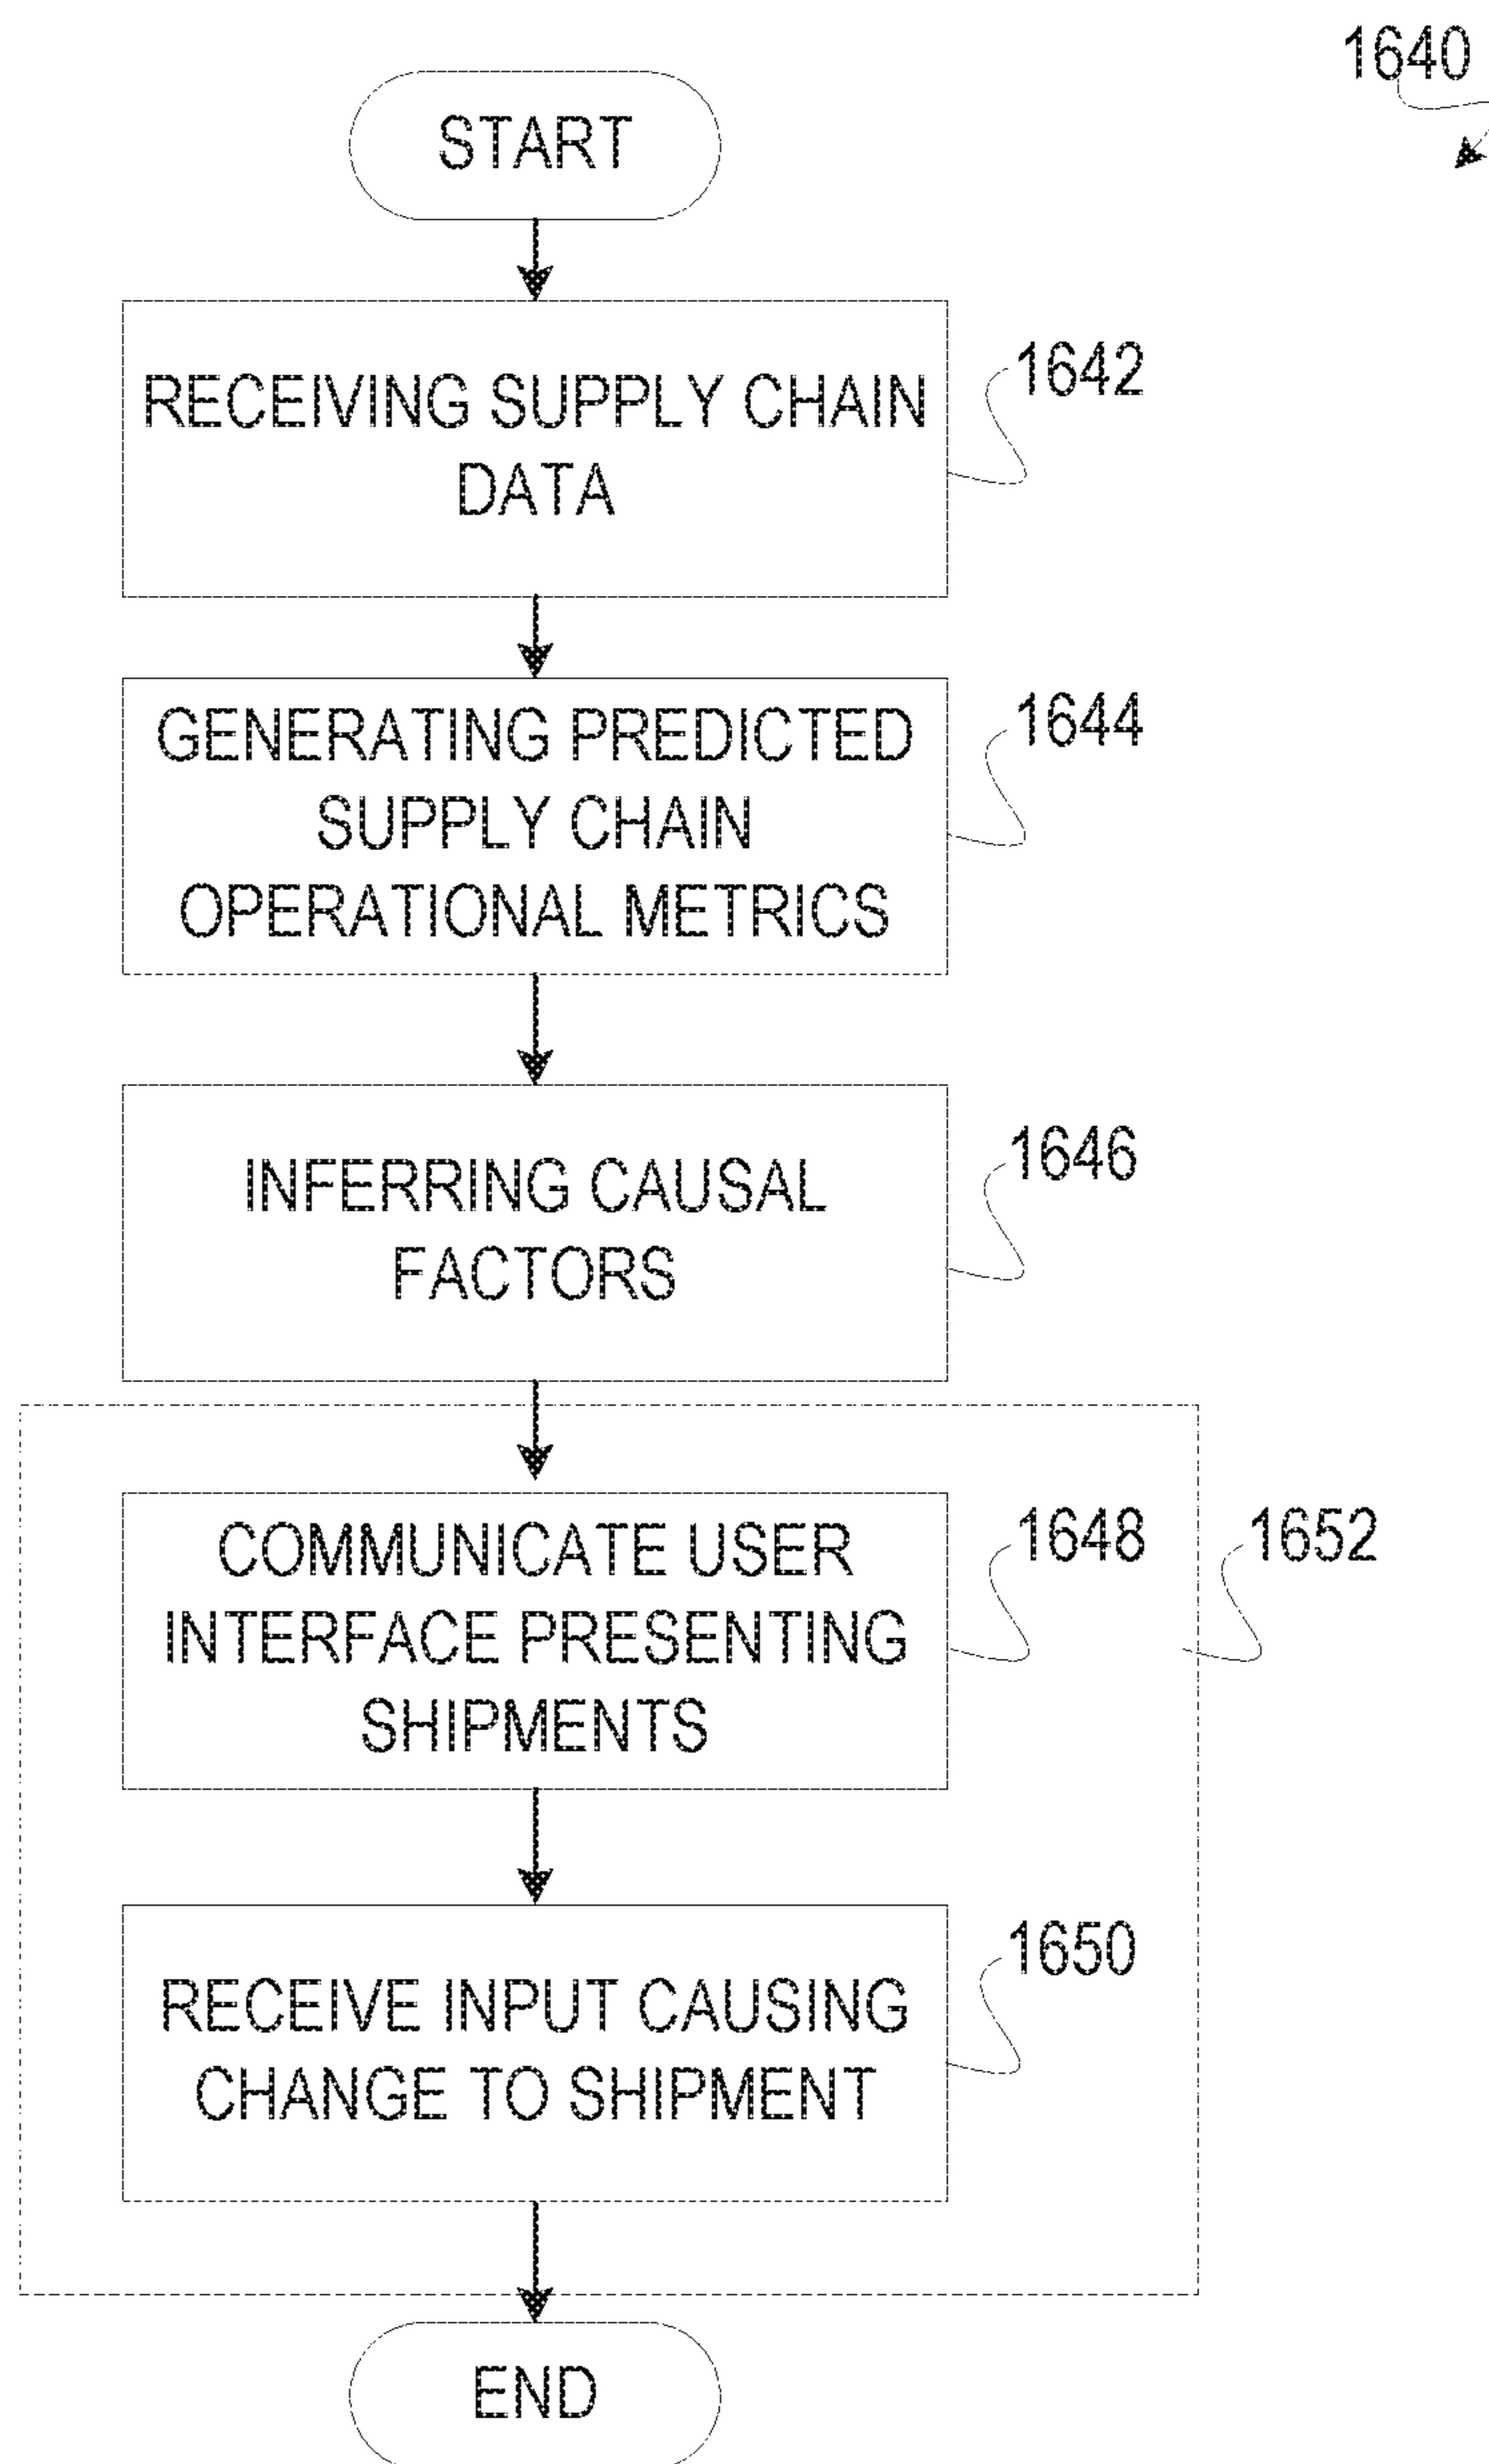 1640
START
RECEIVING SUPPLY CHAIN
DATA
1642
GENERATING PREDICTED
SUPPLY CHAIN
OPERATIONAL METRICS
1644
INFERRING CAUSAL
FACTORS
1646
COMMUNICATE USER
INTERFACE PRESENTING
SHIPMENTS
1648
1652
RECEIVE INPUT CAUSING
CHANGE TO SHIPMENT
1650
END